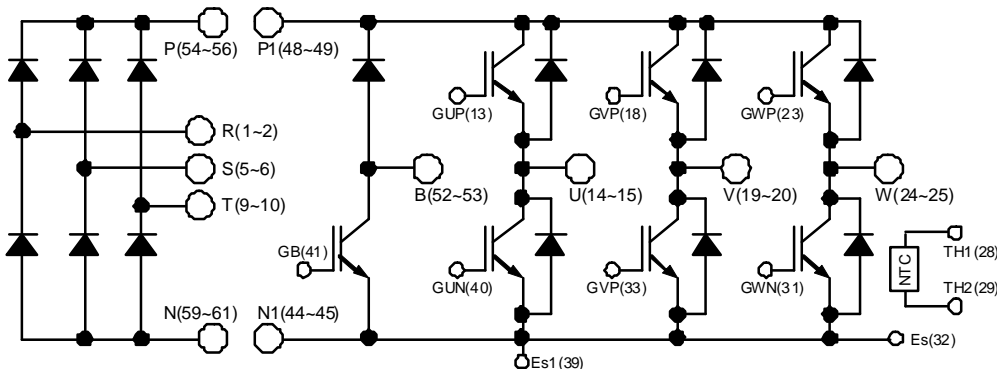 P(54~56)
P1(48~49)
GUP(13)
GVP(18)
GWP(23)
R(1~2)
S(5~6)
T(9~10)
B(52~53)
U(14~15)
V(19~20)
W(24~25)
GB(41)
GUN(40)
GVP(33)
GWN(31)
NTC
TH1(28)
TH2(29)
N(59~61)
N1(44~45)
Es(32)
Es1(39)